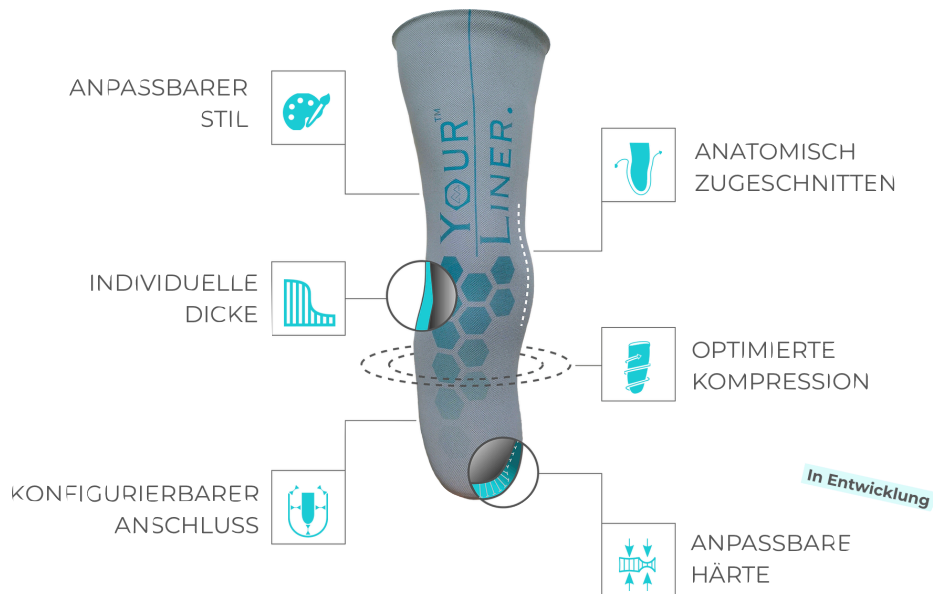 ANPASSBARER
STIL
YOUR™
LINER.
ANATOMISCH
ZUGESCHNITTEN
INDIVIDUELLE
DICKE
OPTIMIERTE
KOMPRESSION
KONFIGURIERBARER
ANSCHLUSS
In Entwicklung
ANPASSBARE
HÄRTE